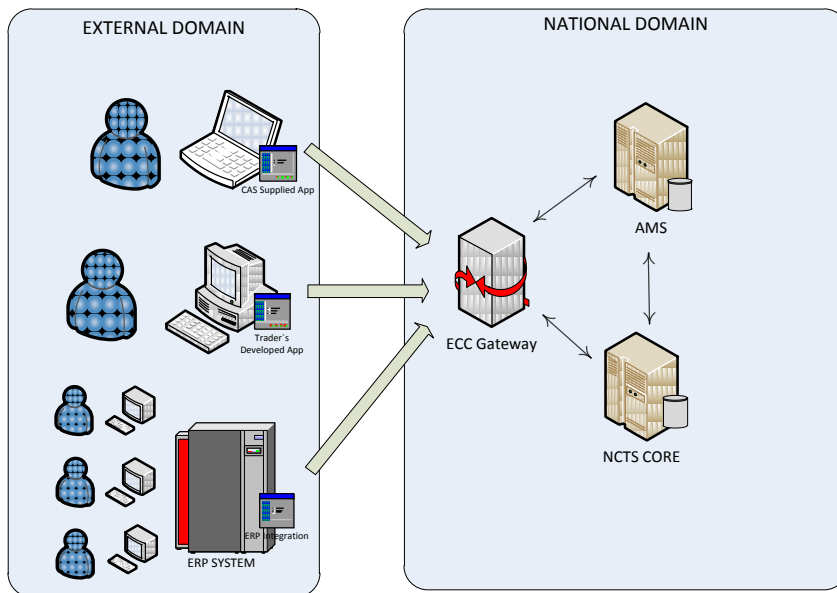 EXTERNAL DOMAIN
CAS Supplied App
Trader`s
Developed App
ERP Integration
ERP SYSTEM
NATIONAL DOMAIN
AMS
ECC Gateway
NCTS CORE